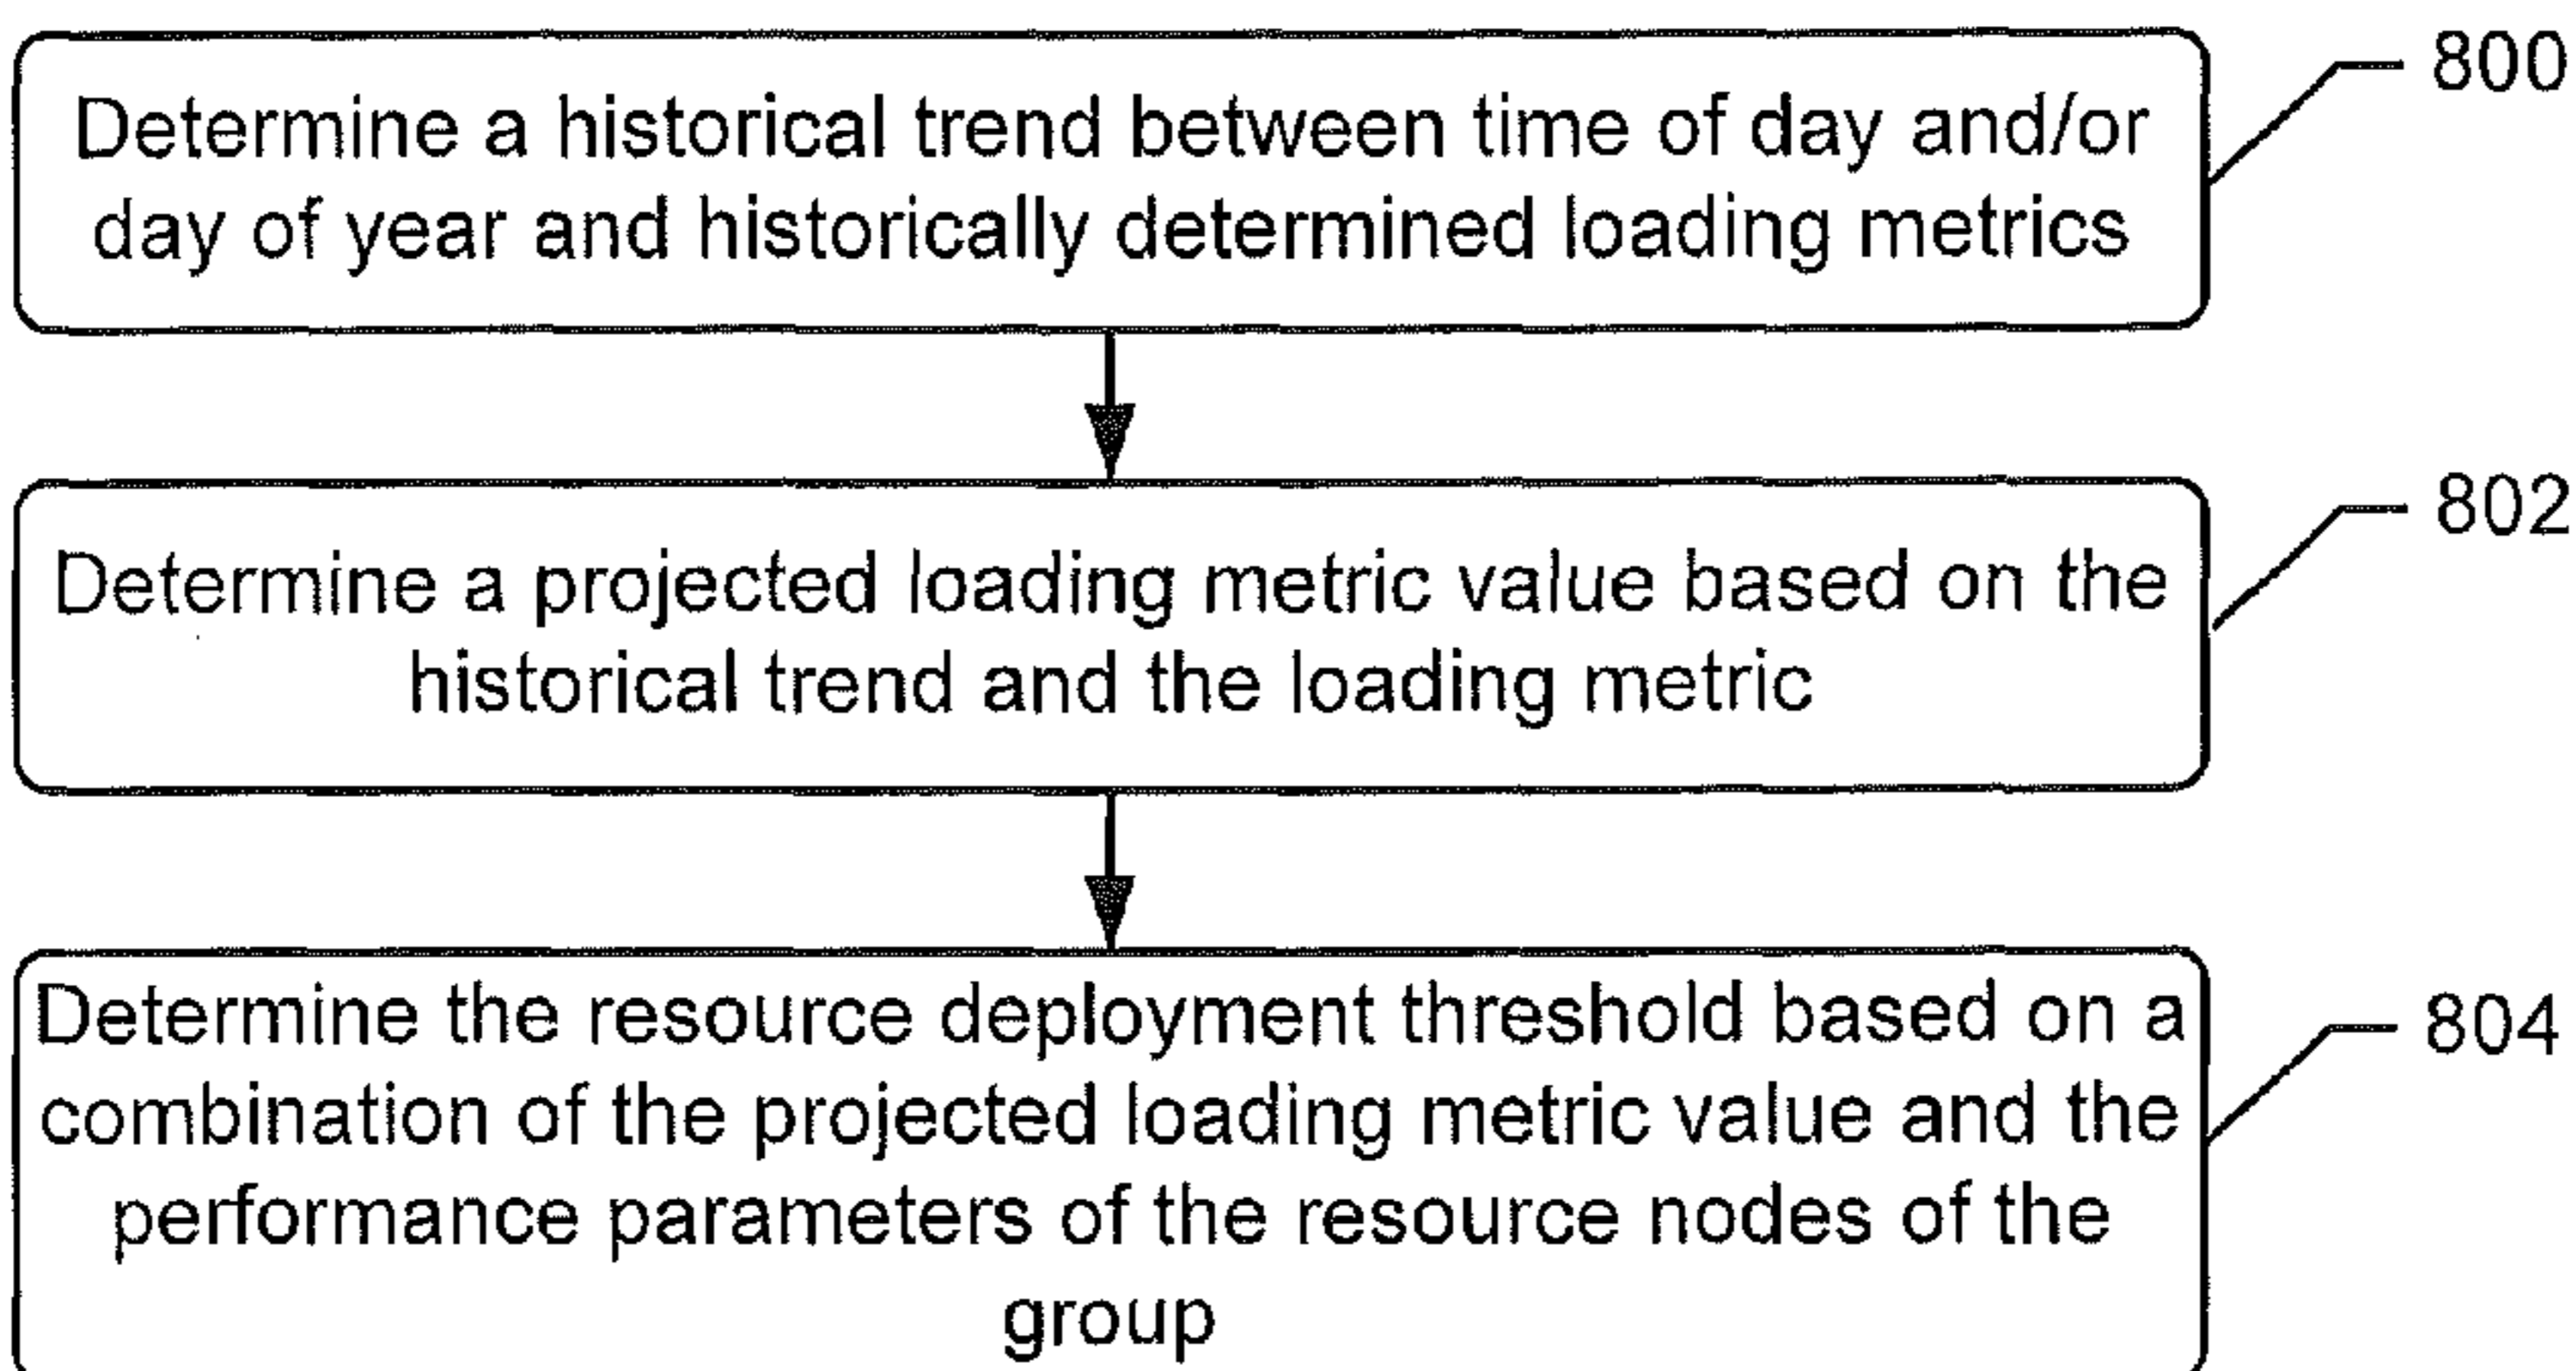 Determine a historical trend between time of day and/or
day of year and historically determined loading metrics
800
Determine a projected loading metric value based on the
historical trend and the loading metric
802
Determine the resource deployment threshold based on a
combination of the projected loading metric value and the
performance parameters of the resource nodes of the
group
804